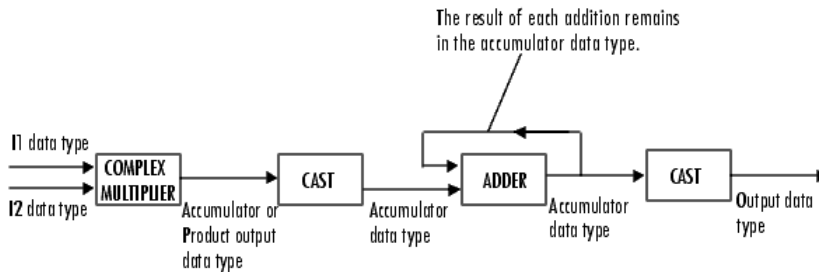 The result of each addition remains
in the accumulator data type.
I1 data type
I2 data type
COMPLEX
MULTIPLIER
Accumulator or
Product output
data type
CAST
Accumulator
data type
ADDER
Accumulator
data type
CAST
Output data
type